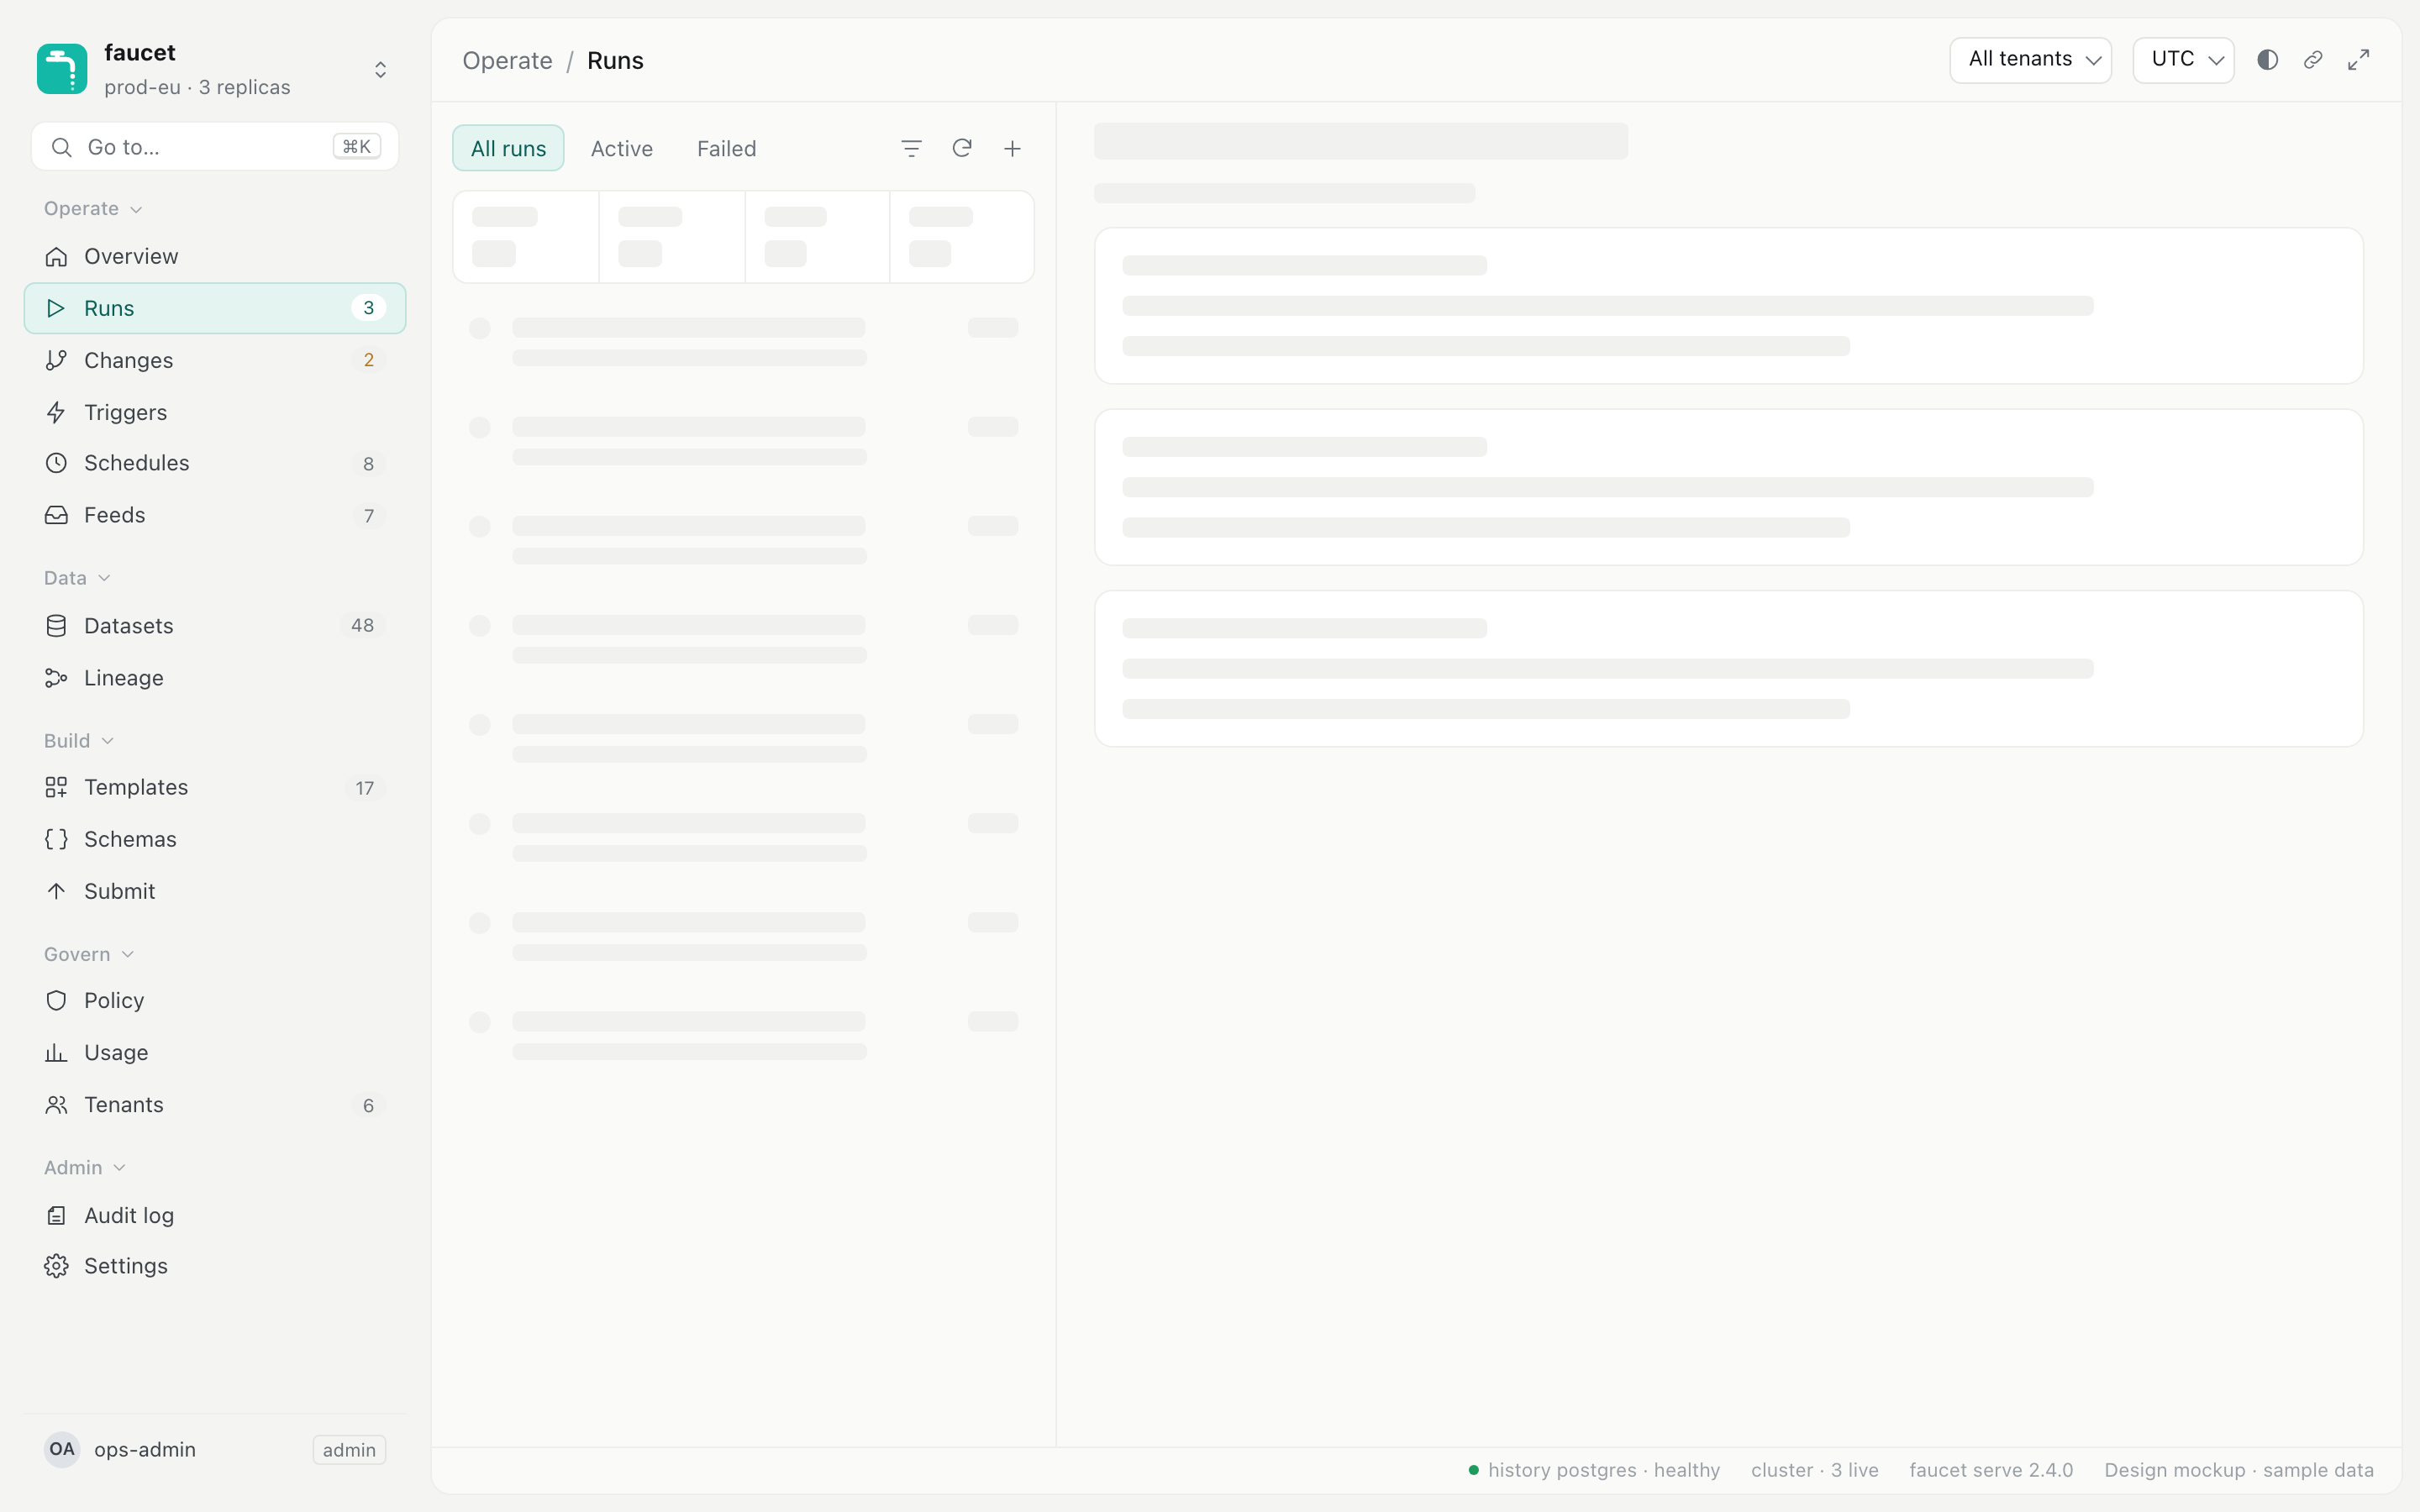 faucet
prod-eu · 3 replicas
Go to...
⌘K
Operate
Overview
Runs 3
Changes 2
Triggers
Schedules 8
Feeds 7
Data
Datasets 48
Lineage
Build
Templates 17
Schemas
Submit
Govern
Policy
Usage
Tenants 6
Admin
Audit log
Settings
OA ops-admin admin
Operate / Runs
All tenants UTC
All runs Active Failed
history postgres · healthy cluster · 3 live faucet serve 2.4.0 Design mockup · sample data